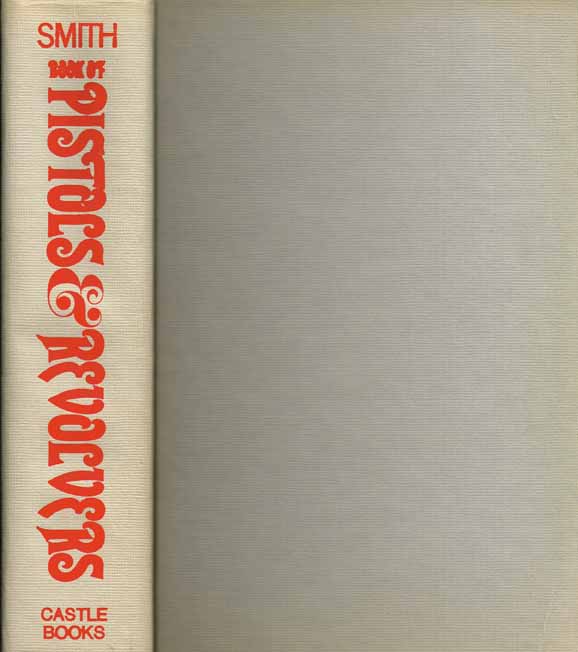 SMITH
BOOK OF
PISTOLS & REVOLVERS
CASTLE
BOOKS